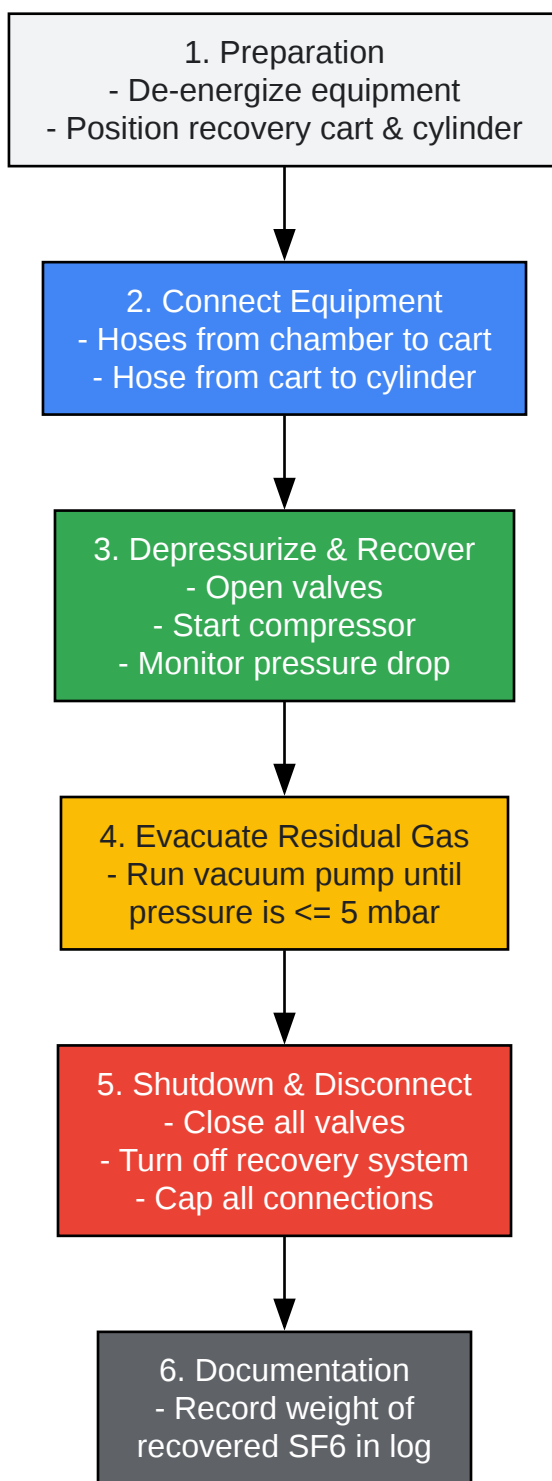 1. Preparation
- De-energize equipment
- Position recovery cart & cylinder
2. Connect Equipment
- Hoses from chamber to cart
- Hose from cart to cylinder
3. Depressurize & Recover
- Open valves
- Start compressor
- Monitor pressure drop
4. Evacuate Residual Gas
- Run vacuum pump until
pressure is <= 5 mbar
5. Shutdown & Disconnect
- Close all valves
- Turn off recovery system
- Cap all connections
6. Documentation
- Record weight of
recovered SF6 in log